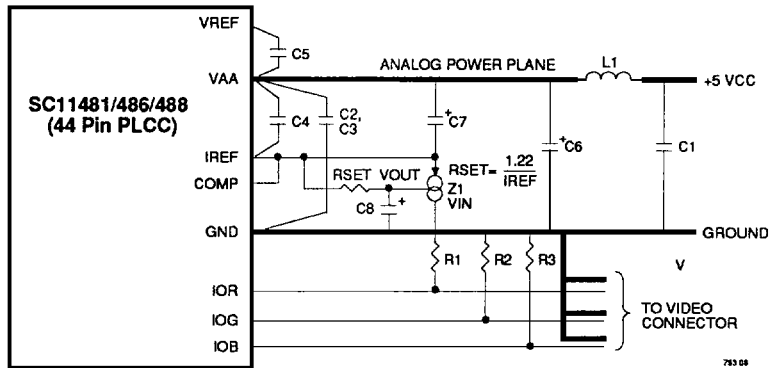 VREF
C5
ANALOG POWER PLANE
L1
VAA
+5 VCC
SC11481/486/488
(44 Pin PLCC)
C4
C2,
C3
+
C7
+
C6
C1
IREF
RSET
VOUT
RSET= 1.22
IREF
COMP
Z1
VIN
C8
+
GND
GROUND
R1
R2
R3
V
IOR
IOG
IOB
TO VIDEO
CONNECTOR
793 08